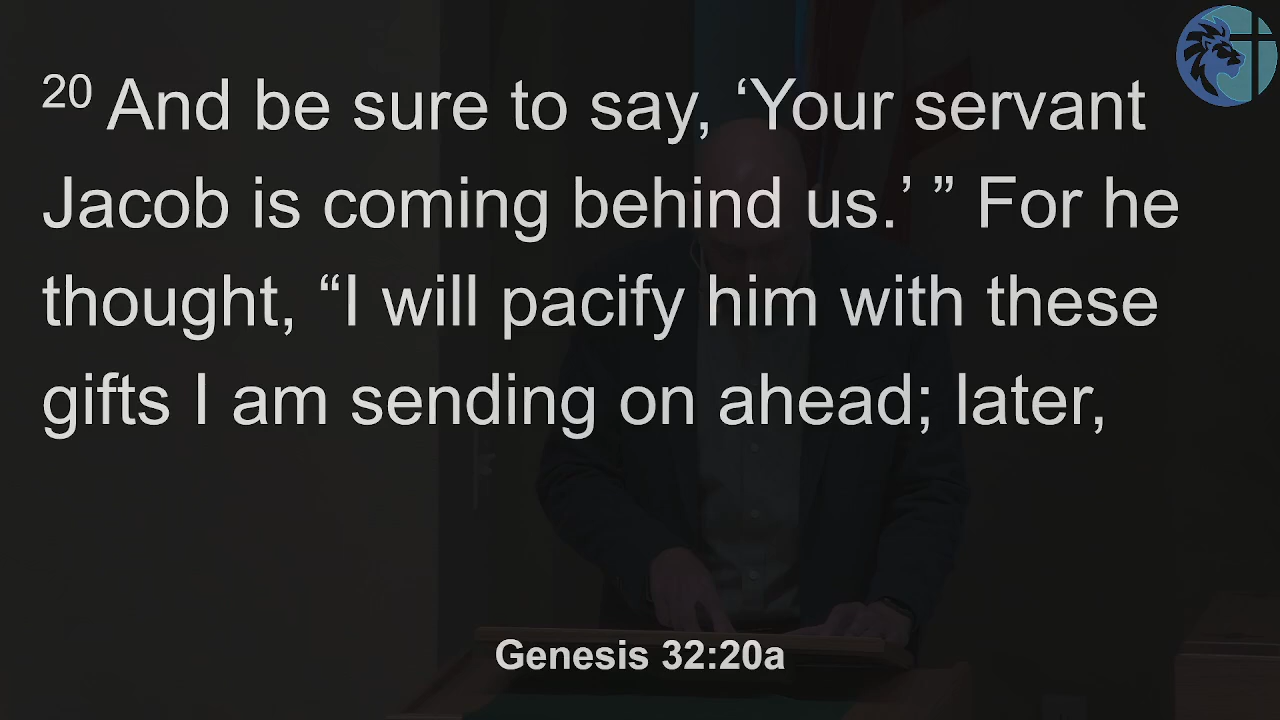 20 And be sure to say, ‘Your servant
Jacob is coming behind us.’ ” For he
thought, “I will pacify him with these
gifts I am sending on ahead; later,
Genesis 32:20a